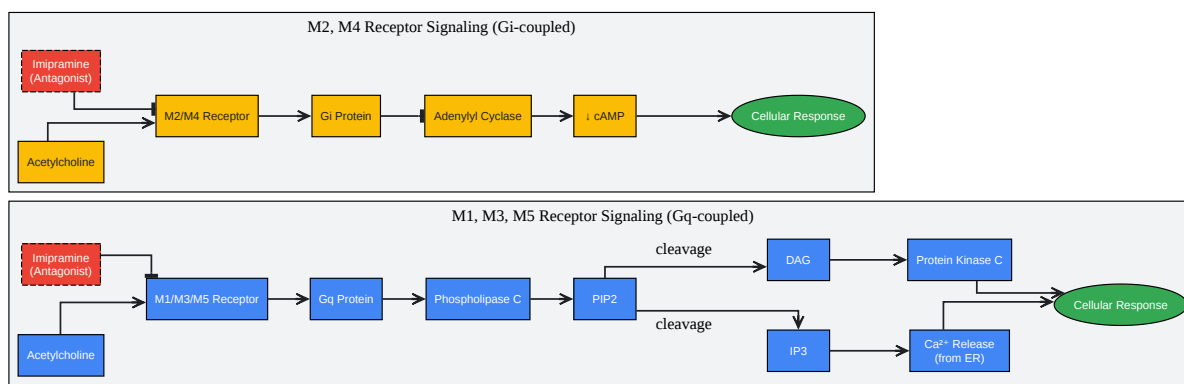 M2, M4 Receptor Signaling (Gi-coupled)
Imipramine
(Antagonist)
M2/M4 Receptor
Gi Protein
Adenylyl Cyclase
↓ cAMP
Cellular Response
Acetylcholine
M1, M3, M5 Receptor Signaling (Gq-coupled)
cleavage
Imipramine
(Antagonist)
DAG
Protein Kinase C
M1/M3/M5 Receptor
Gq Protein
Phospholipase C
PIP2
Cellular Response
cleavage
Acetylcholine
IP3
Ca²⁺ Release
(from ER)